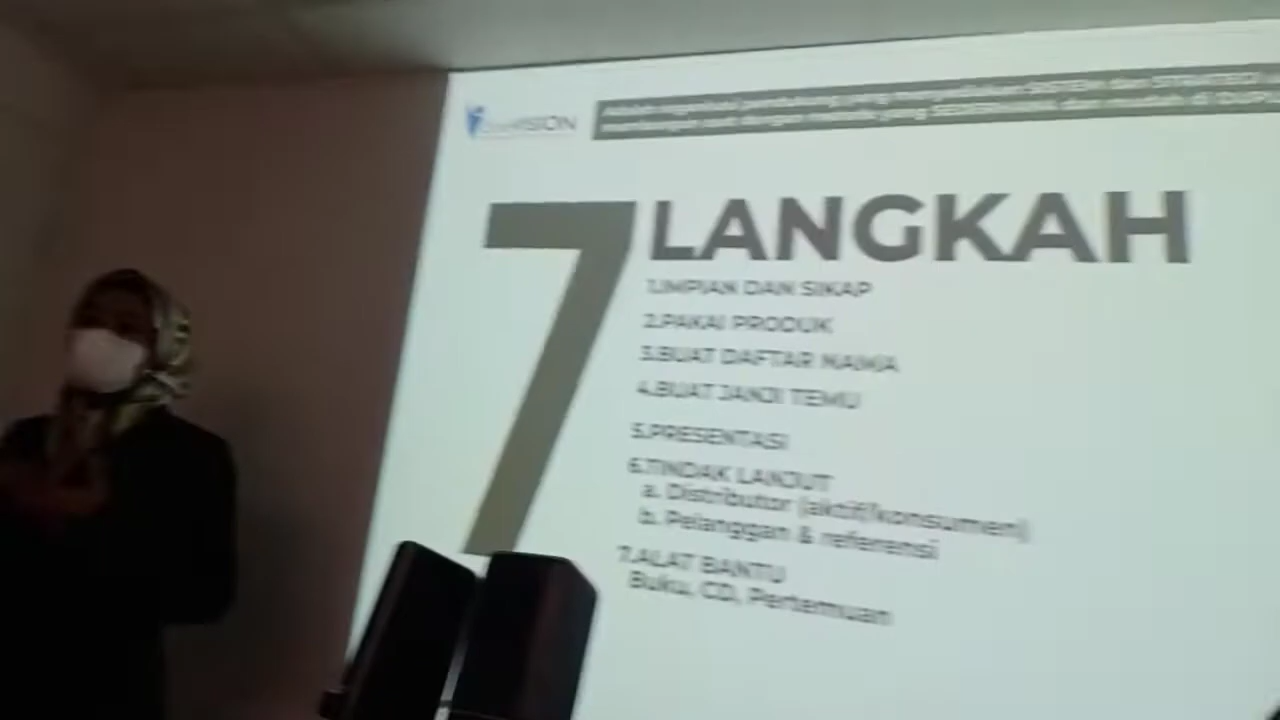 VISION
7 LANGKAH
1.IMPIAN DAN SIKAP
2.PAKAI PRODUK
3.BUAT DAFTAR NAMA
4.BUAT JANJI TEMU
5.PRESENTASI
6.TINDAK LANJUT
a. Distributor (aktif/konsumen)
b. Pelanggan & referensi
7.ALAT BANTU
Buku, CD, Pertemuan